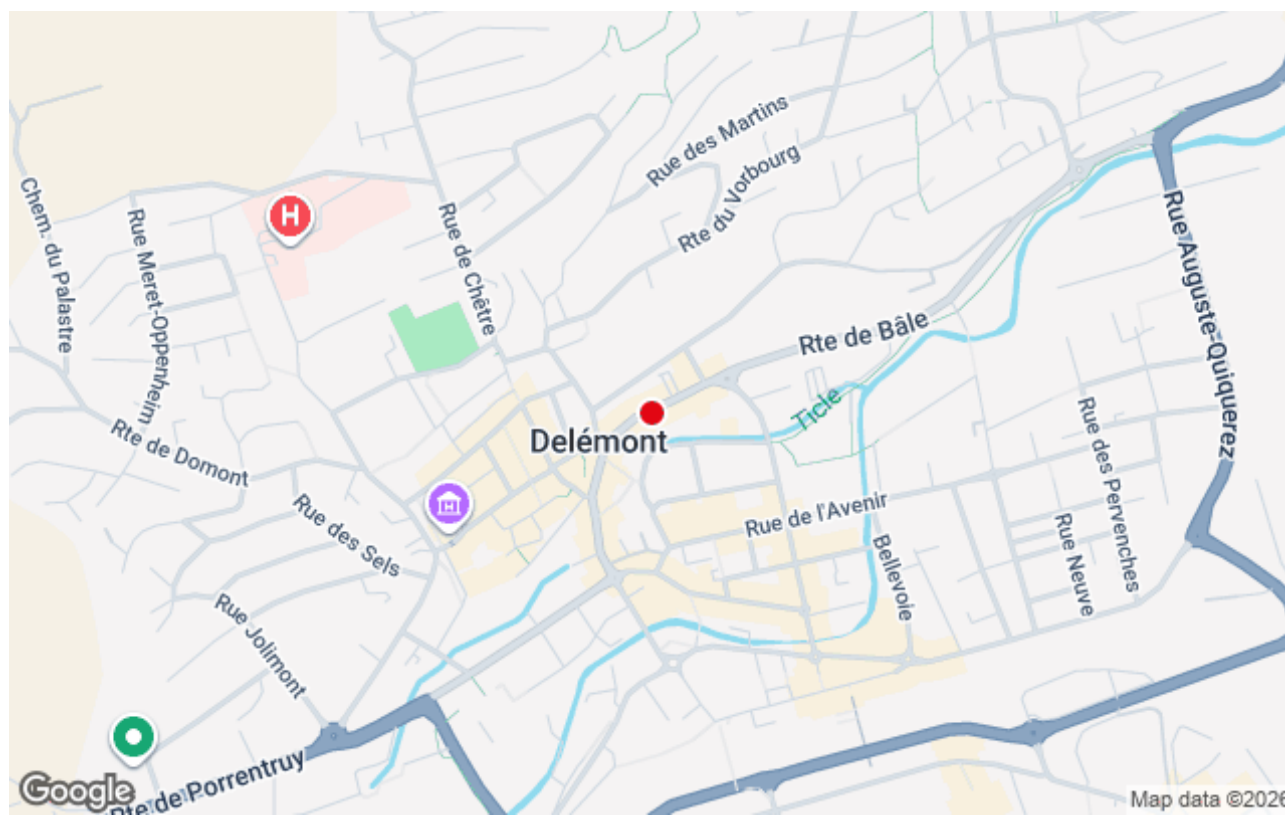 Rue des Martins
Rte du Vorbourg
Chem. du Palastre
Rue Meret-Oppenheim
H
Rue de Chêtre
Rue Auguste-Quiquerez
Rte de Bâle
Ticle
Delémont
Rte de Domont
Rue des Sels
Rue de l'Avenir
Rue des Pervenches
Rue Neuve
Bellevoie
Rue Jolimont
Rte de Porrentruy
Google
Map data ©2026